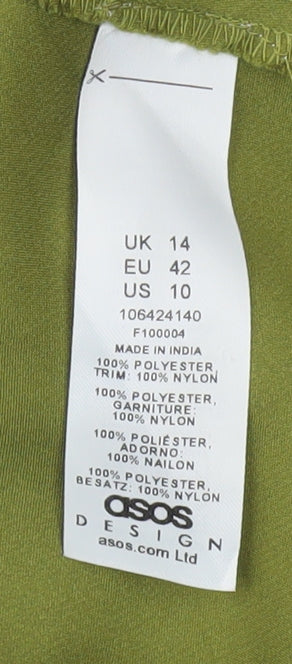 UK 14
EU 42
US 10
106424140
F100004
MADE IN INDIA
100% POLYESTER,
TRIM: 100% NYLON
100% POLYESTER,
GARNITURE:
100% NYLON
100% POLIÉSTER,
ADORNO:
100% NAILON
100% POLYESTER,
BESATZ: 100% NYLON
asos
DESIGN
asos.com Ltd